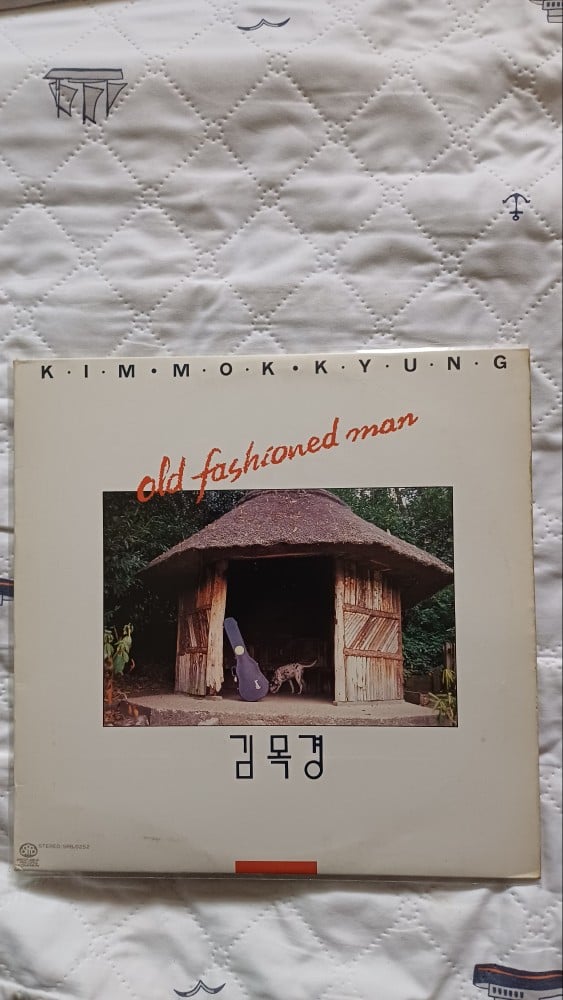 K·I·M·M·O·K·K·Y·U·N·G
old fashioned man
김목경